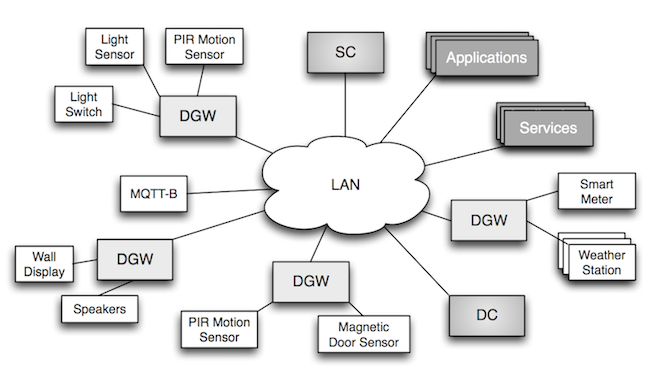 Light
Sensor
PIR Motion
Sensor
SC
Applications
Light
Switch
DGW
Services
LAN
MQTT-B
Smart
Meter
DGW
Wall
Display
DGW
Weather
Station
DGW
Speakers
DC
PIR Motion
Sensor
Magnetic
Door Sensor